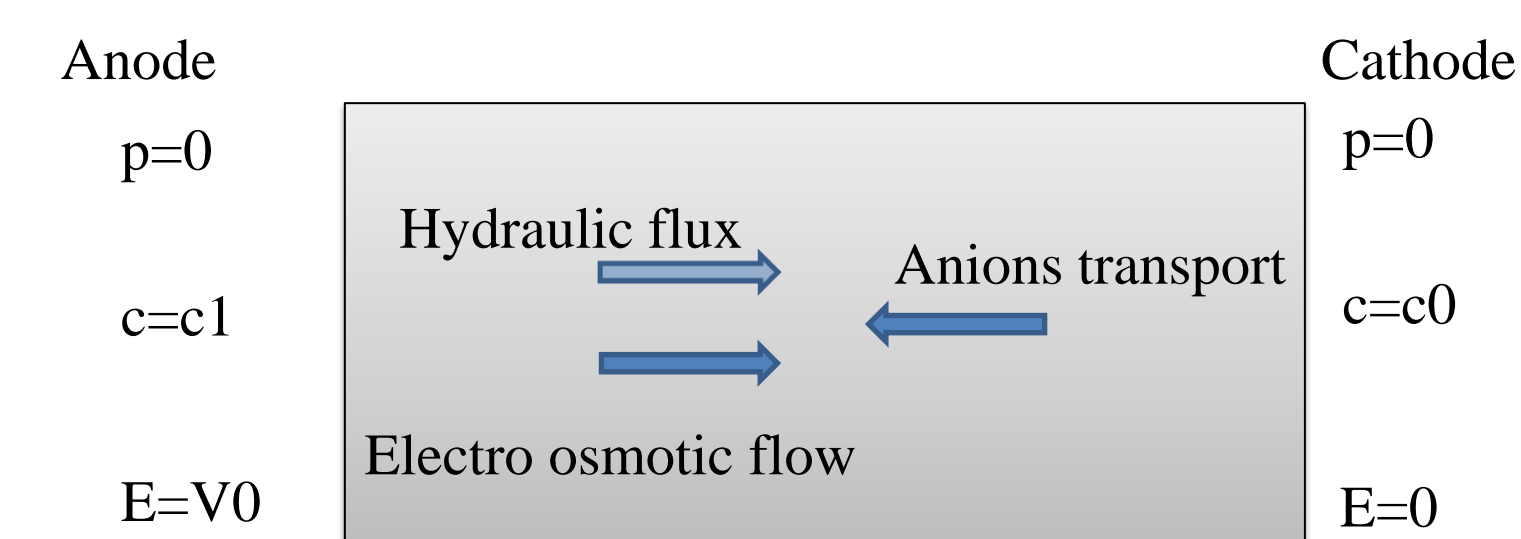 Anode
Cathode
p=0
p=0
Hydraulic flux
Anions transport
c=c1
c=c0
Electro osmotic flow
E=V0
E=0